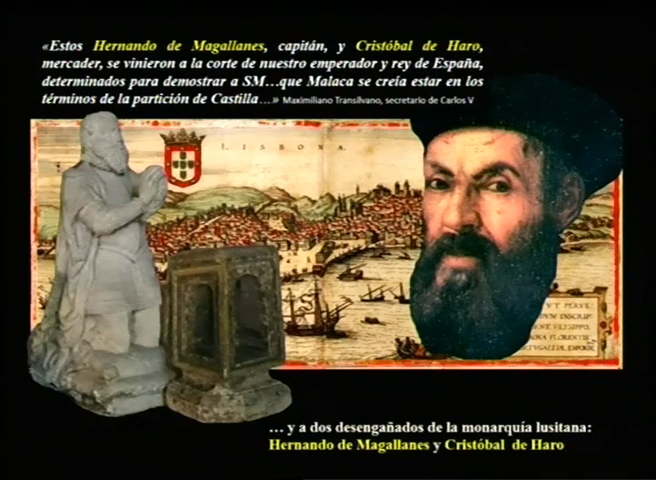 «Estos Hernando de Magallanes, capitán, y Cristóbal de Haro,
mercader, se vinieron a la corte de nuestro emperador y rey de España,
determinados para demostrar a SM…que Malaca se creía estar en los
términos de la partición de Castilla…» Maximiliano Transilvano, secretario de Carlos V
LISBONA.
… y a dos desengañados de la monarquía lusitana:
Hernando de Magallanes y Cristóbal de Haro